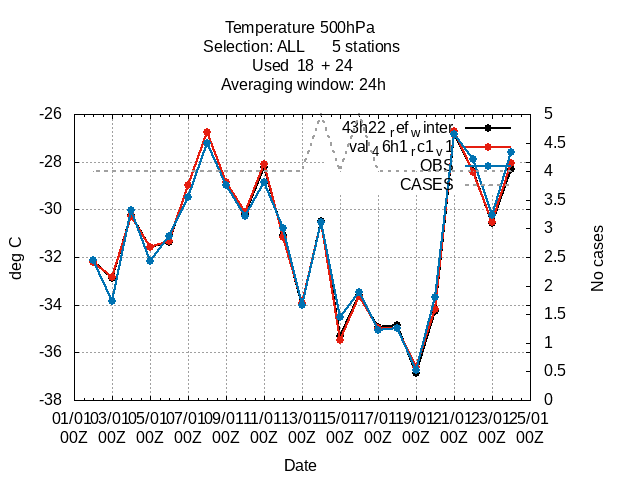 Temperature 500hPa
Selection: ALL 5 stations
Used 18 + 24
Averaging window: 24h
-26 5
43h22refwinter
val46h1rc1v1
OBS
CASES
4.5
-28 4
3.5
-30 3
-32 2.5
2
-34 1.5
-36 1
0.5
-38 0
deg C
No cases
01/01 03/01 05/01 07/01 09/01 11/01 13/01 15/01 17/01 19/01 21/01 23/01 25/01
00Z 00Z 00Z 00Z 00Z 00Z 00Z 00Z 00Z 00Z 00Z 00Z 00Z
Date